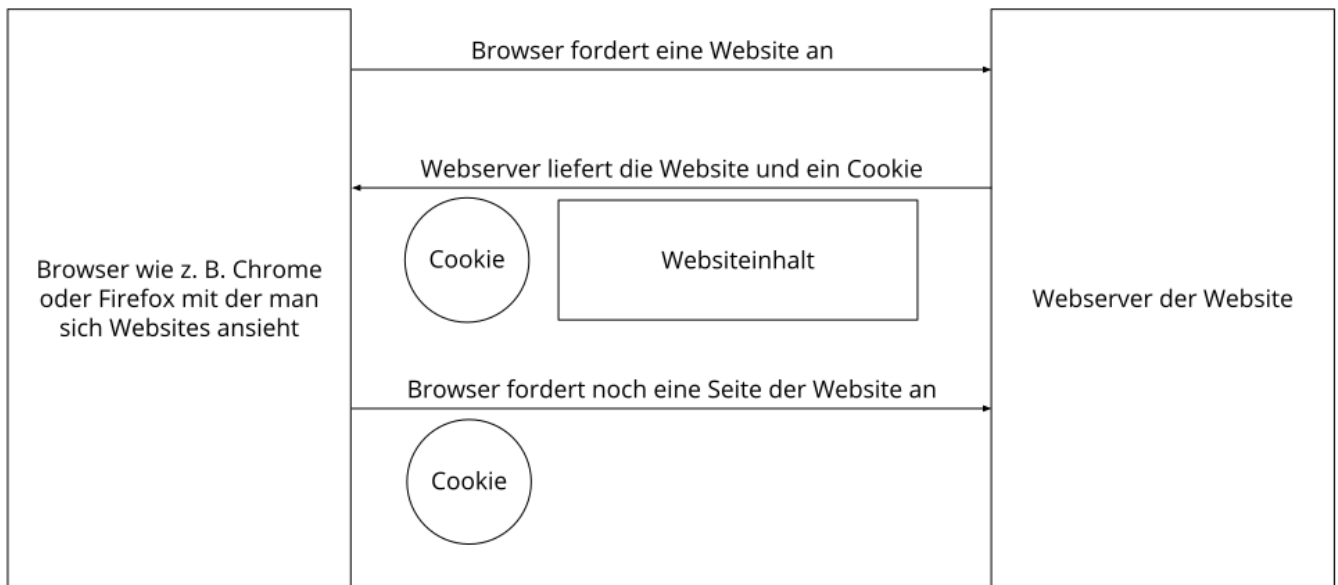 Browser fordert eine Website an
Webserver liefert die Website und ein Cookie
Cookie
Websiteinhalt
Browser wie z. B. Chrome
oder Firefox mit der man
sich Websites ansieht
Webserver der Website
Browser fordert noch eine Seite der Website an
Cookie